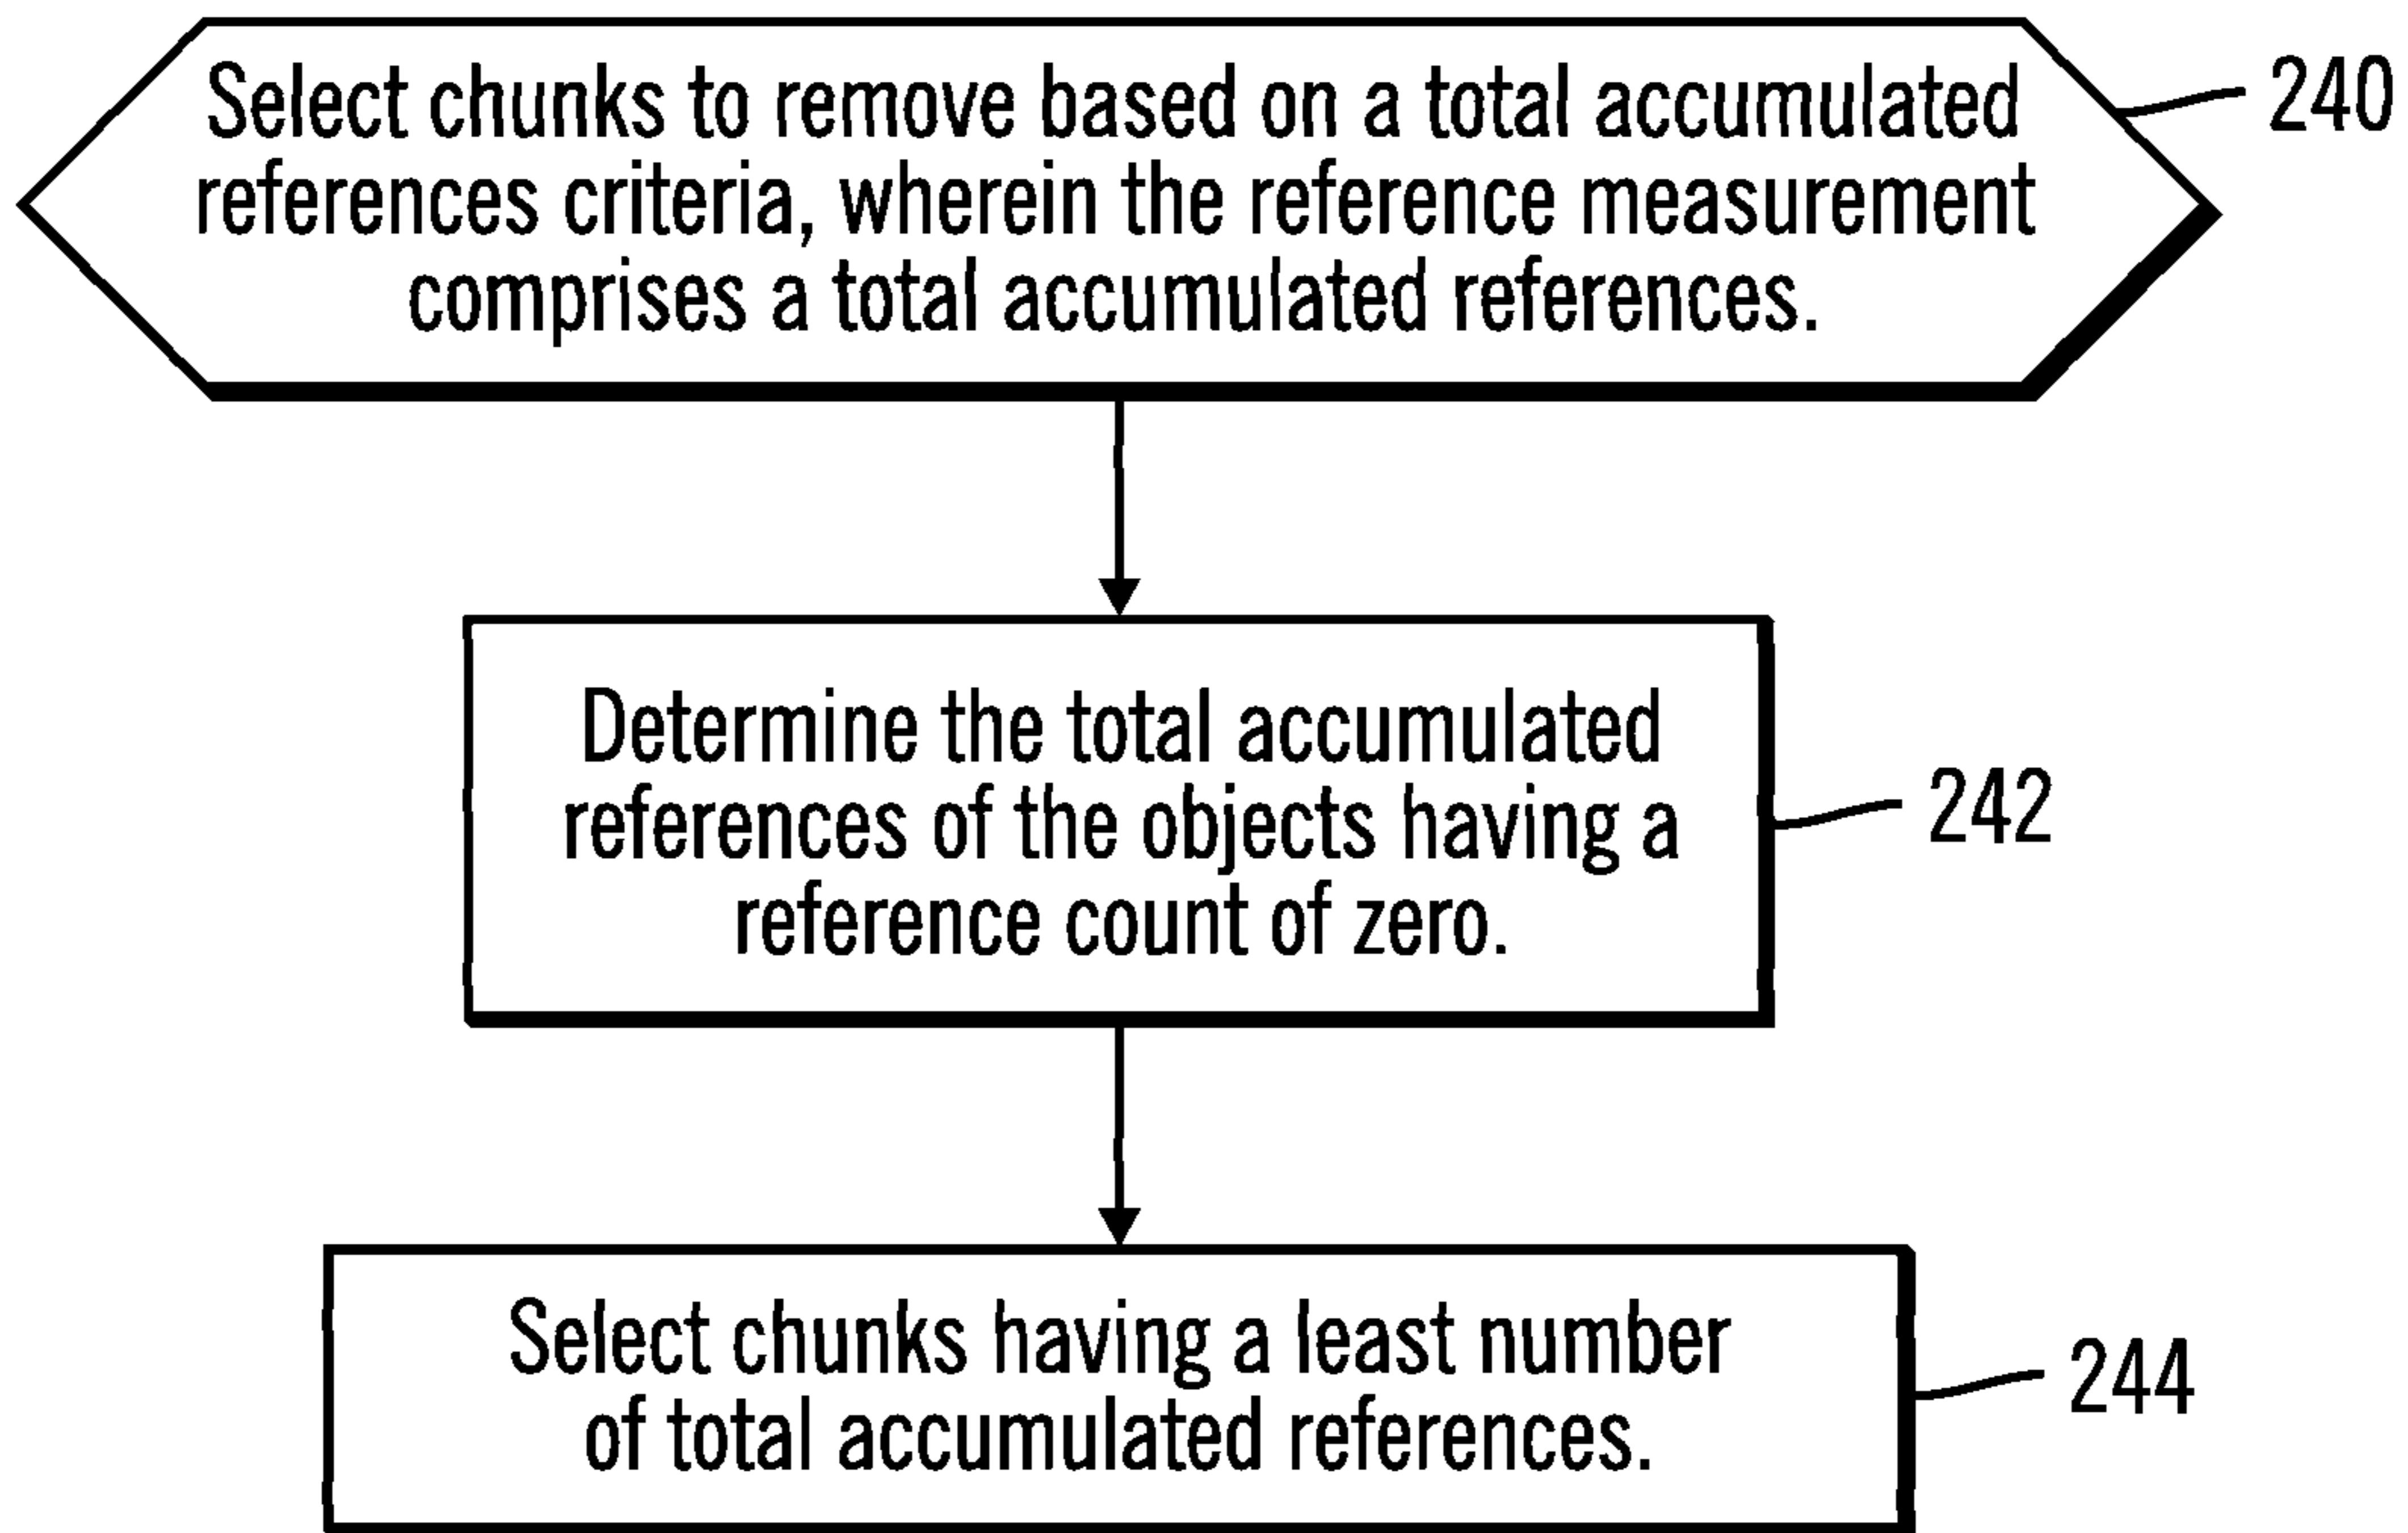 Select chunks to remove based on a total accumulated
references criteria, wherein the reference measurement
comprises a total accumulated references.
240
Determine the total accumulated
references of the objects having a
reference count of zero.
242
Select chunks having a least number
of total accumulated references.
244